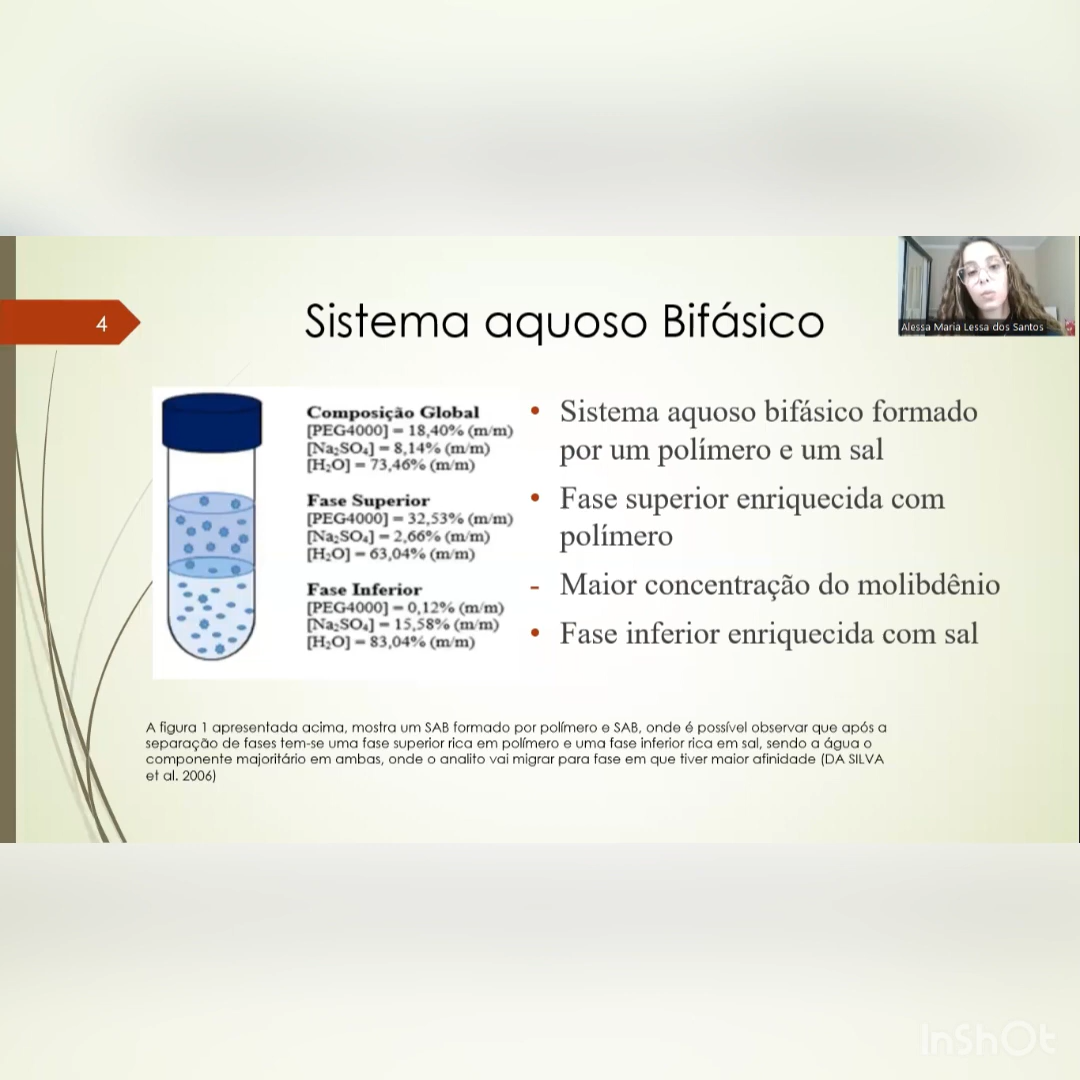 4
Sistema aquoso Bifásico
Alessa Maria Lessa dos Santos
Composição Global
[PEG4000] = 18,40% (m/m)
[Na₂SO₄] = 8,14% (m/m)
[H₂O] = 73,46% (m/m)
Fase Superior
[PEG4000] = 32,53% (m/m)
[Na₂SO₄] = 2,66% (m/m)
[H₂O] = 63,04% (m/m)
Fase Inferior
[PEG4000] = 0,12% (m/m)
[Na₂SO₄] = 15,58% (m/m)
[H₂O] = 83,04% (m/m)
• Sistema aquoso bifásico formado
por um polímero e um sal
• Fase superior enriquecida com
polímero
- Maior concentração do molibdênio
• Fase inferior enriquecida com sal
A figura 1 apresentada acima, mostra um SAB formado por polímero e SAB, onde é possível observar que após a
separação de fases tem-se uma fase superior rica em polímero e uma fase inferior rica em sal, sendo a água o
componente majoritário em ambas, onde o analito vai migrar para fase em que tiver maior afinidade (DA SILVA
et al. 2006)
InShOt